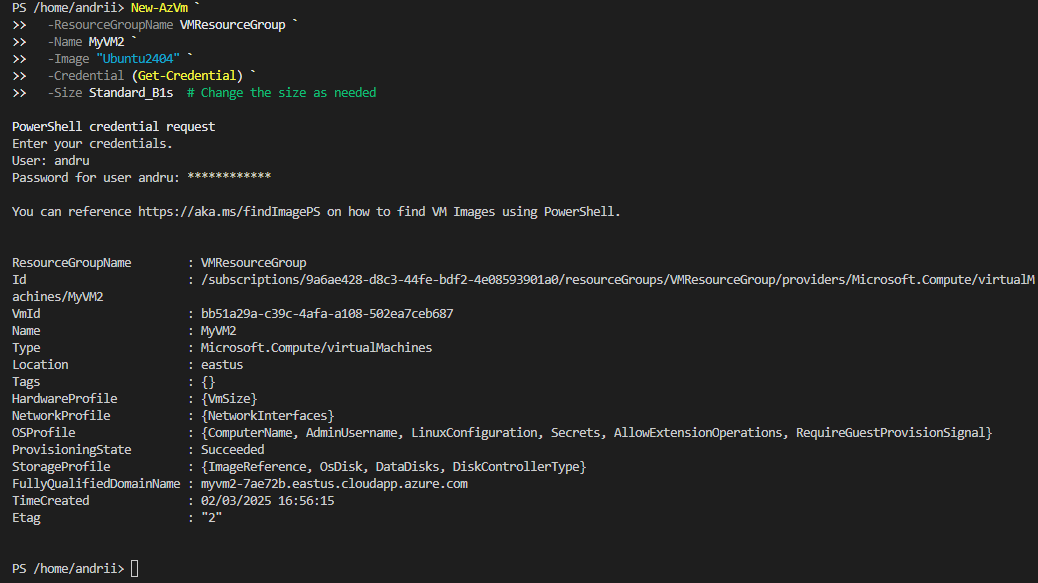 PS /home/andrii> New-AzVm `
>>   -ResourceGroupName VMResourceGroup `
>>   -Name MyVM2 `
>>   -Image "Ubuntu2404" `
>>   -Credential (Get-Credential) `
>>   -Size Standard_B1s  # Change the size as needed
PowerShell credential request
Enter your credentials.
User: andru
Password for user andru: ************
You can reference https://aka.ms/findImagePS on how to find VM Images using PowerShell.
ResourceGroupName        : VMResourceGroup
Id                       : /subscriptions/9a6ae428-d8c3-44fe-bdf2-4e08593901a0/resourceGroups/VMResourceGroup/providers/Microsoft.Compute/virtualM
achines/MyVM2
VmId                     : bb51a29a-c39c-4afa-a108-502ea7ceb687
Name                     : MyVM2
Type                     : Microsoft.Compute/virtualMachines
Location                 : eastus
Tags                     : {}
HardwareProfile          : {VmSize}
NetworkProfile           : {NetworkInterfaces}
OSProfile                : {ComputerName, AdminUsername, LinuxConfiguration, Secrets, AllowExtensionOperations, RequireGuestProvisionSignal}
ProvisioningState        : Succeeded
StorageProfile           : {ImageReference, OsDisk, DataDisks, DiskControllerType}
FullyQualifiedDomainName : myvm2-7ae72b.eastus.cloudapp.azure.com
TimeCreated              : 02/03/2025 16:56:15
Etag                     : "2"
PS /home/andrii>